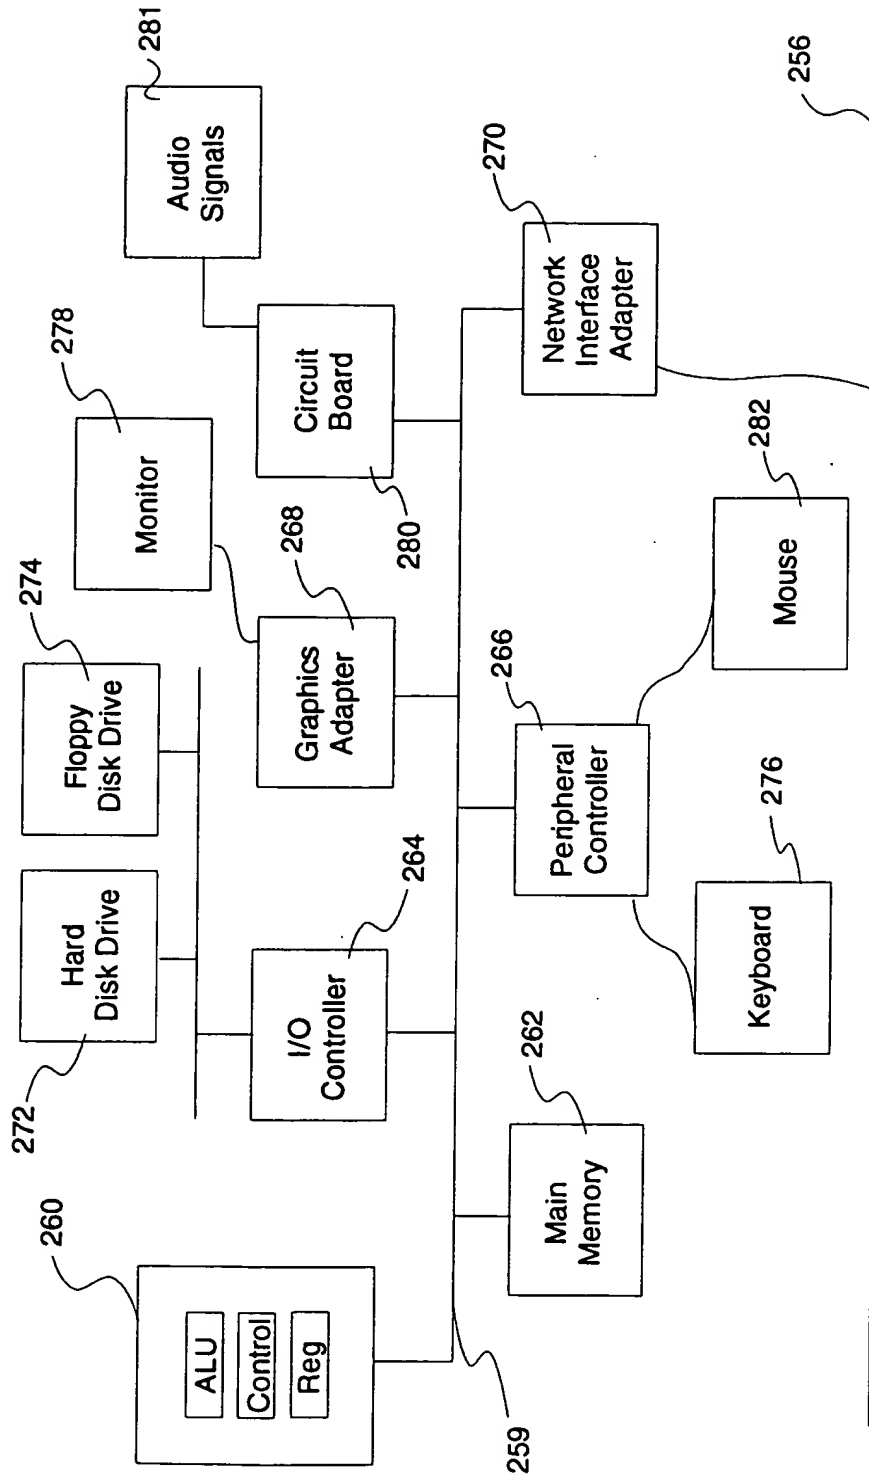 260
ALU
Control
Reg
259
272
Hard
Disk Drive
Floppy
Disk Drive
274
I/O
Controller
264
Monitor
278
Graphics
Adapter
268
Circuit
Board
280
Audio
Signals
281
Main
Memory
262
Peripheral
Controller
266
Keyboard
276
Mouse
282
Network
Interface
Adapter
270
256